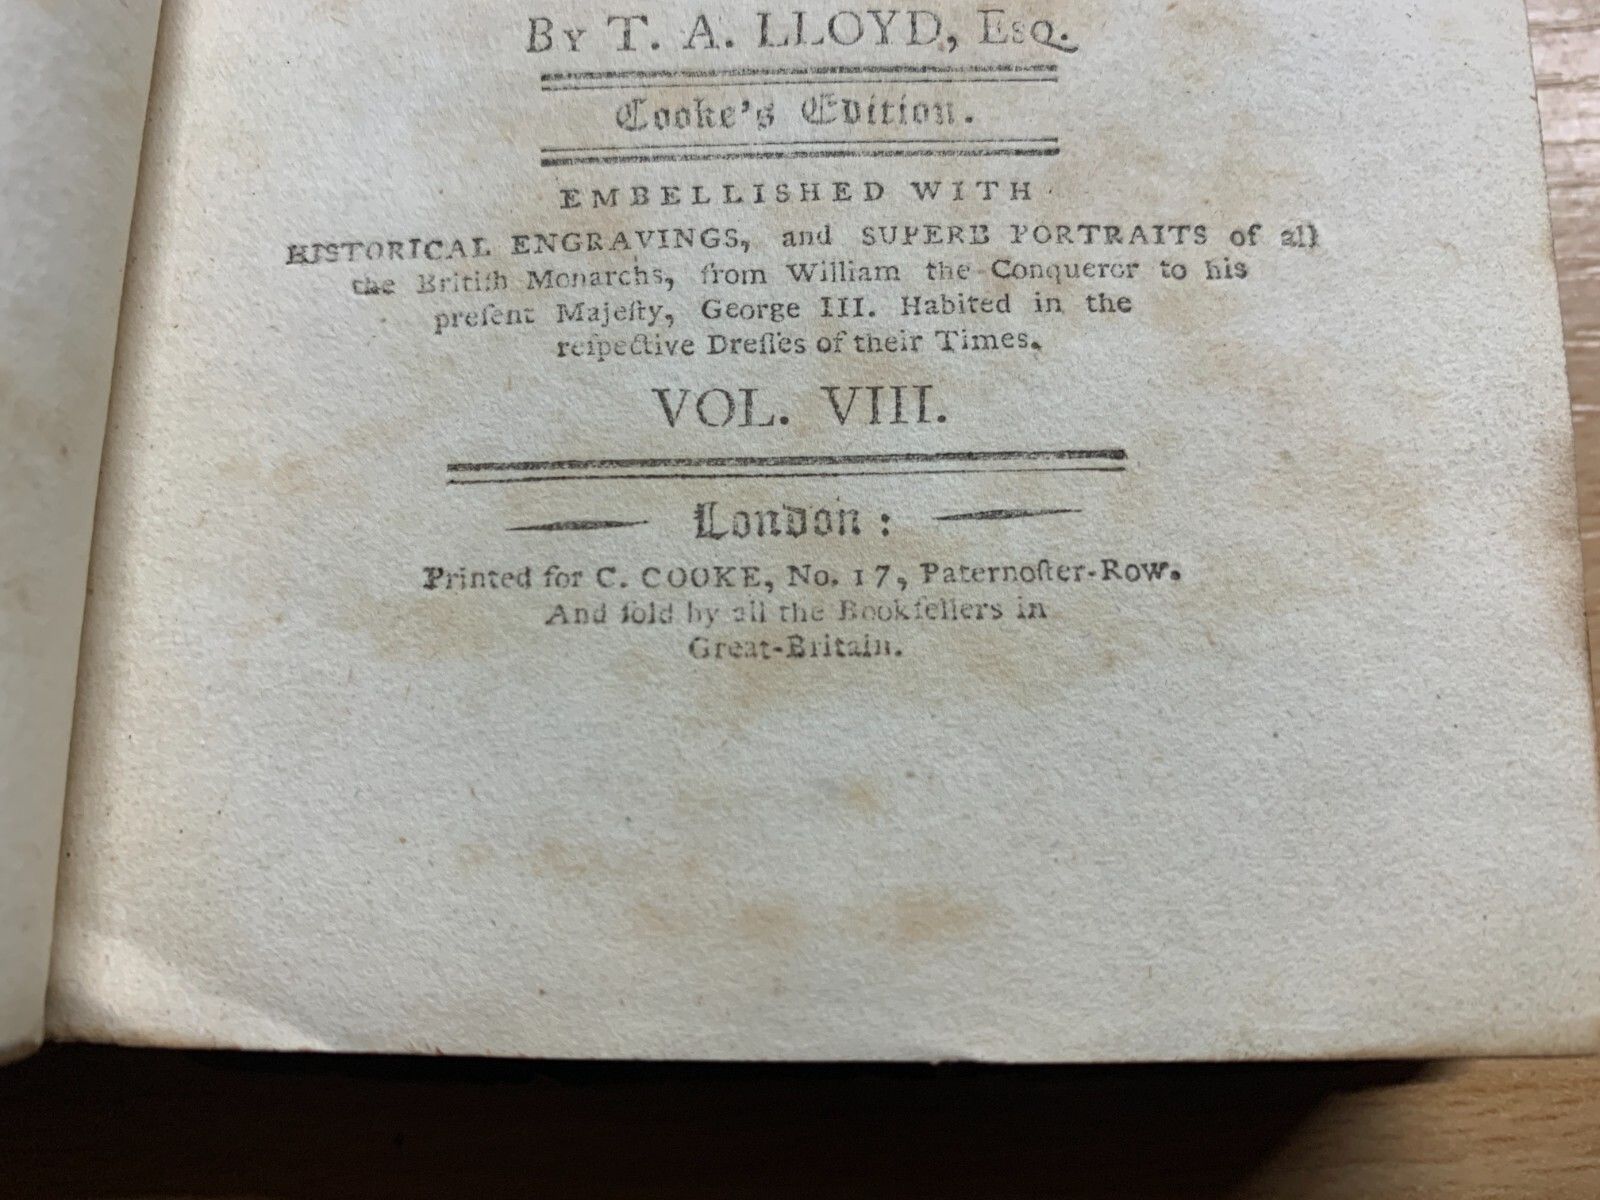 By T. A. LLOYD, Esq.
Cooke's Edition.
EMBELLISHED WITH
HISTORICAL ENGRAVINGS, and SUPERB PORTRAITS of all
the Britiſh Monarchs, from William the Conqueror to his
preſent Majeſty, George III. Habited in the
reſpective Dreſſes of their Times.
VOL. VIII.
London:
Printed for C. COOKE, No. 17, Paternoſter-Row.
And ſold by all the Bookſellers in
Great-Britain.